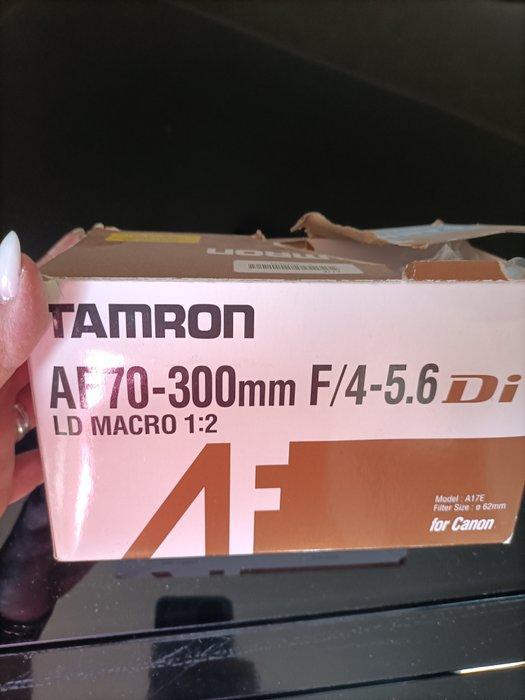 TAMRON
TAMRON
AF70-300mm F/4-5.6 Di
LD MACRO 1:2
AF
Model : A17E
Filter Size : ø 62mm
for Canon